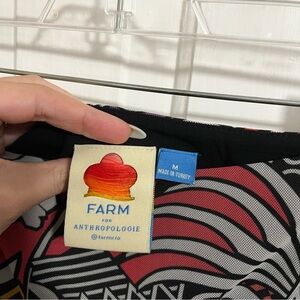 FARM
FOR
ANTHROPOLOGIE
@farmrio
M
MADE IN TURKEY